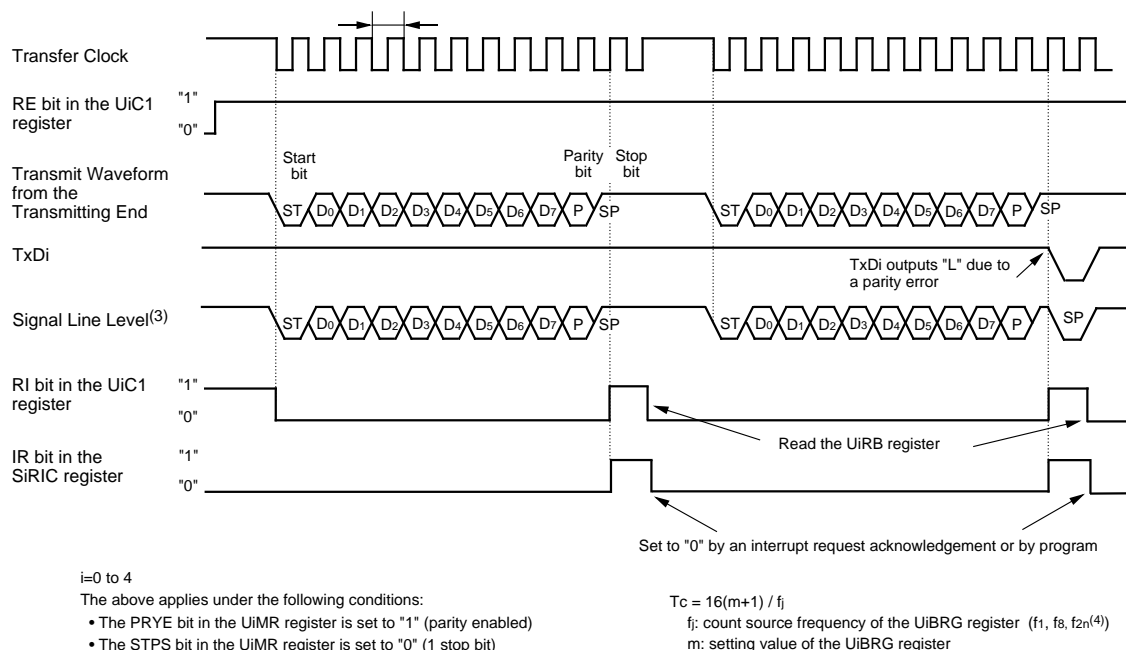 Transfer Clock
RE bit in the UiC1
register
"1"
"0"
Start
bit
Parity
bit
Stop
bit
Transmit Waveform
from the
Transmitting End
ST D0 D1 D2 D3 D4 D5 D6 D7 P SP
ST D0 D1 D2 D3 D4 D5 D6 D7 P SP
TxDi
TxDi outputs "L" due to
a parity error
Signal Line Level(3)
ST D0 D1 D2 D3 D4 D5 D6 D7 P SP
ST D0 D1 D2 D3 D4 D5 D6 D7 P SP
RI bit in the UiC1
register
"1"
"0"
Read the UiRB register
IR bit in the
SiRIC register
"1"
"0"
Set to "0" by an interrupt request acknowledgement or by program
i=0 to 4
The above applies under the following conditions:
• The PRYE bit in the UiMR register is set to "1" (parity enabled)
• The STPS bit in the UiMR register is set to "0" (1 stop bit)
Tc = 16(m+1) / fj
fj: count source frequency of the UiBRG register (f1, f8, f2n(4))
m: setting value of the UiBRG register